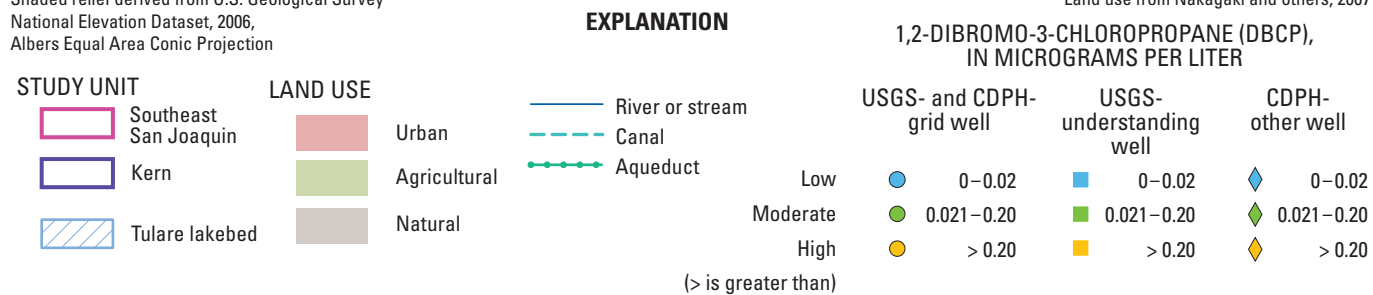 Shaded relief derived from U.S. Geological Survey
National Elevation Dataset, 2006,
Albers Equal Area Conic Projection
Land use from Nakagaki and others, 2007
EXPLANATION
STUDY UNIT
Southeast
San Joaquin
Kern
Tulare lakebed
LAND USE
Urban
Agricultural
Natural
River or stream
Canal
Aqueduct
1,2-DIBROMO-3-CHLOROPROPANE (DBCP),
IN MICROGRAMS PER LITER
USGS- and CDPH-
grid well
USGS-
understanding
well
CDPH-
other well
Low 0–0.02 0–0.02 0–0.02
Moderate 0.021–0.20 0.021–0.20 0.021–0.20
High > 0.20 > 0.20 > 0.20
(> is greater than)